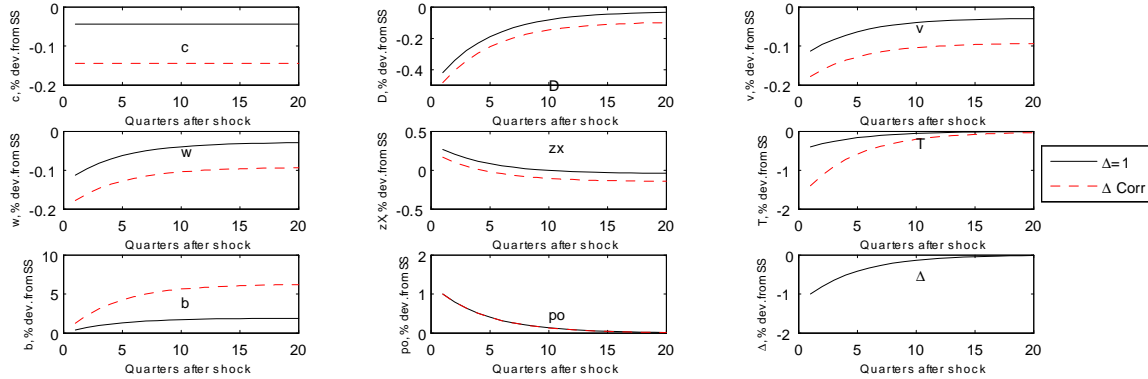 c, % dev.from SS
0
-0.1
-0.2
c
0 5 10 15 20
Quarters after shock
D, % dev.from SS
0
-0.2
-0.4
D
0 5 10 15 20
Quarters after shock
v, % dev.from SS
0
-0.1
-0.2
v
0 5 10 15 20
Quarters after shock
w, % dev.from SS
0
-0.1
-0.2
w
0 5 10 15 20
Quarters after shock
zX, % dev.from SS
0.5
0
-0.5
zx
0 5 10 15 20
Quarters after shock
T, % dev.from SS
0
-1
-2
T
0 5 10 15 20
Quarters after shock
Δ=1
Δ Corr
b, % dev.from SS
10
5
0
b
0 5 10 15 20
Quarters after shock
po, % dev.from SS
2
1
0
po
0 5 10 15 20
Quarters after shock
Δ, % dev.from SS
0
-1
-2
Δ
0 5 10 15 20
Quarters after shock